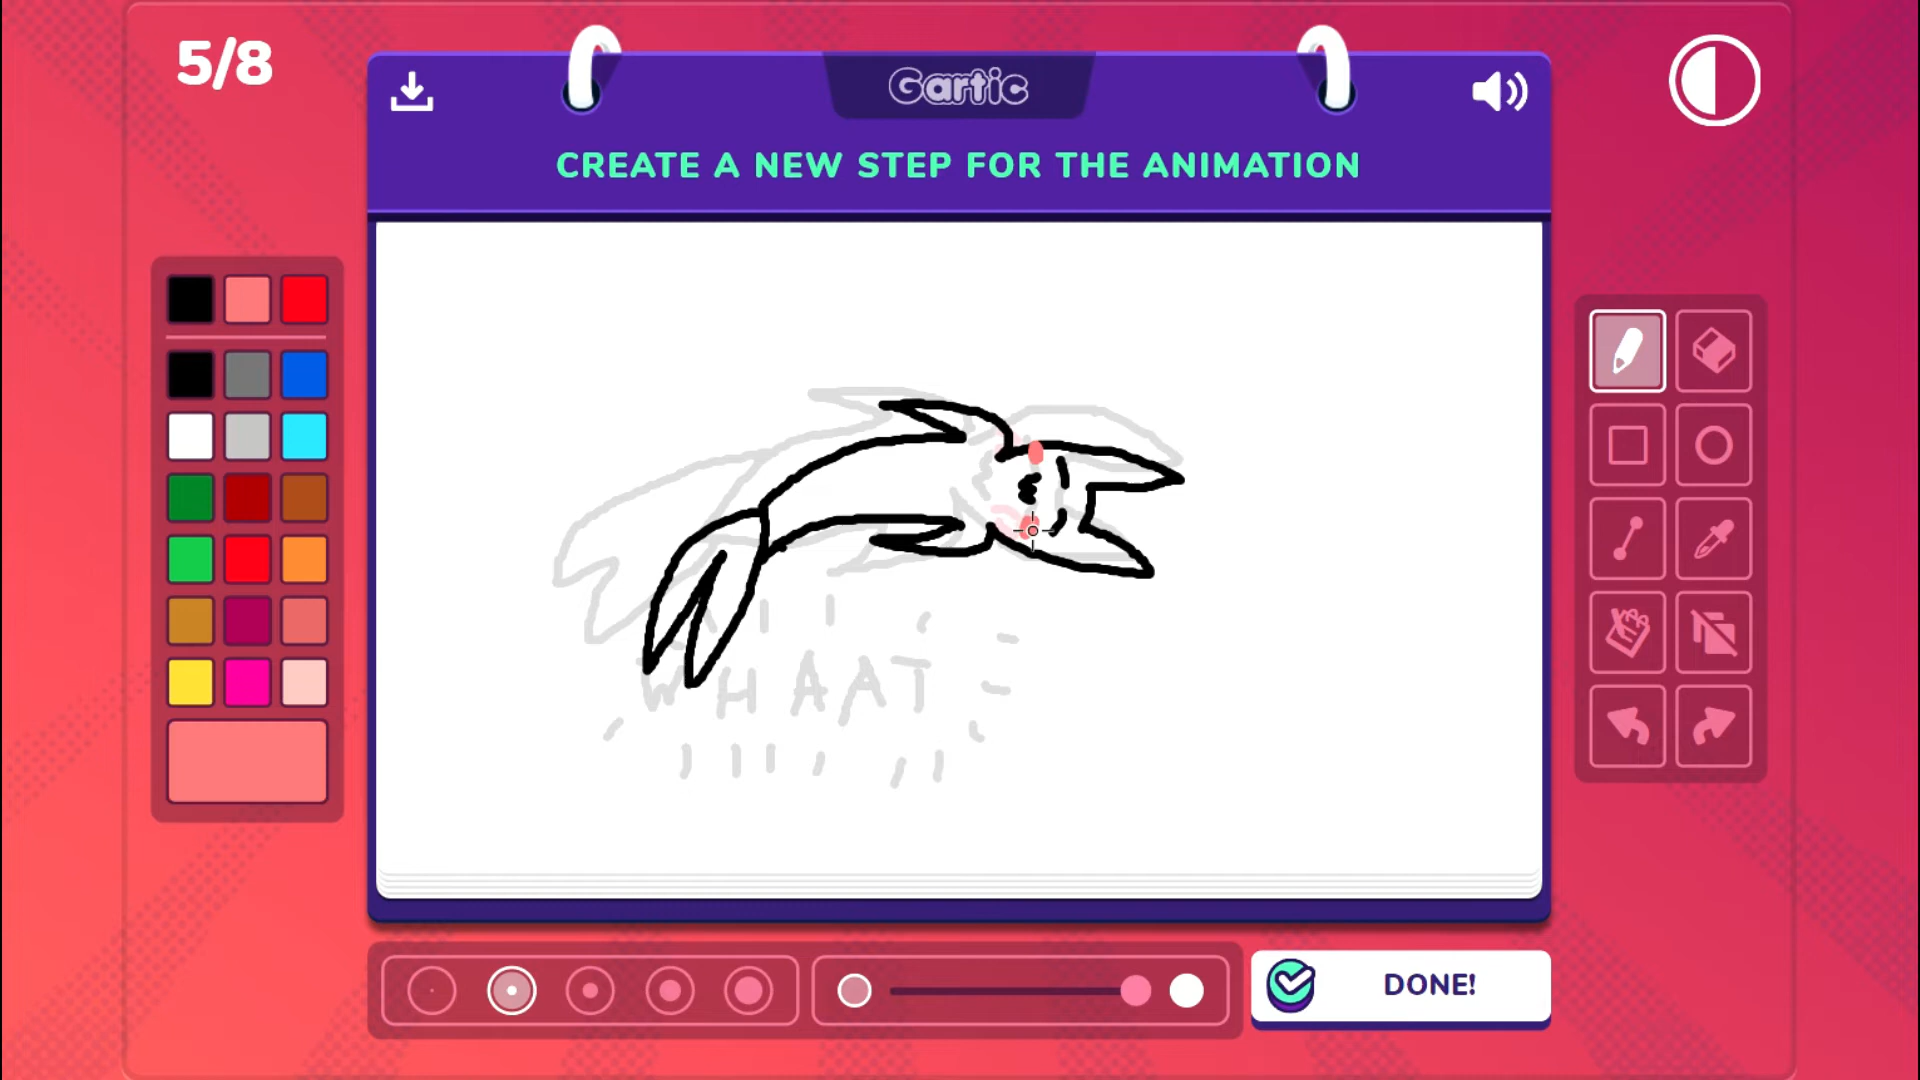 5/8
Gartic
CREATE A NEW STEP FOR THE ANIMATION
WHAAT
DONE!